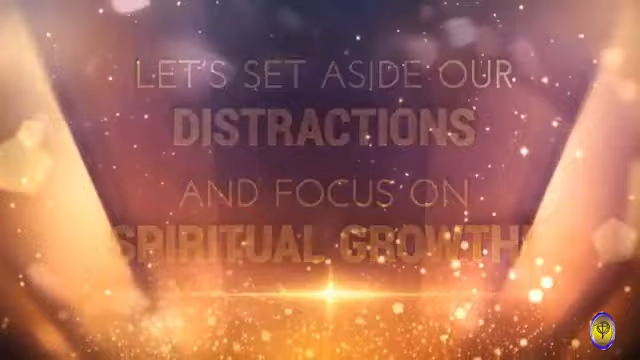 LET'S SET ASIDE OUR
DISTRACTIONS
AND FOCUS ON
SPIRITUAL GROWTH!